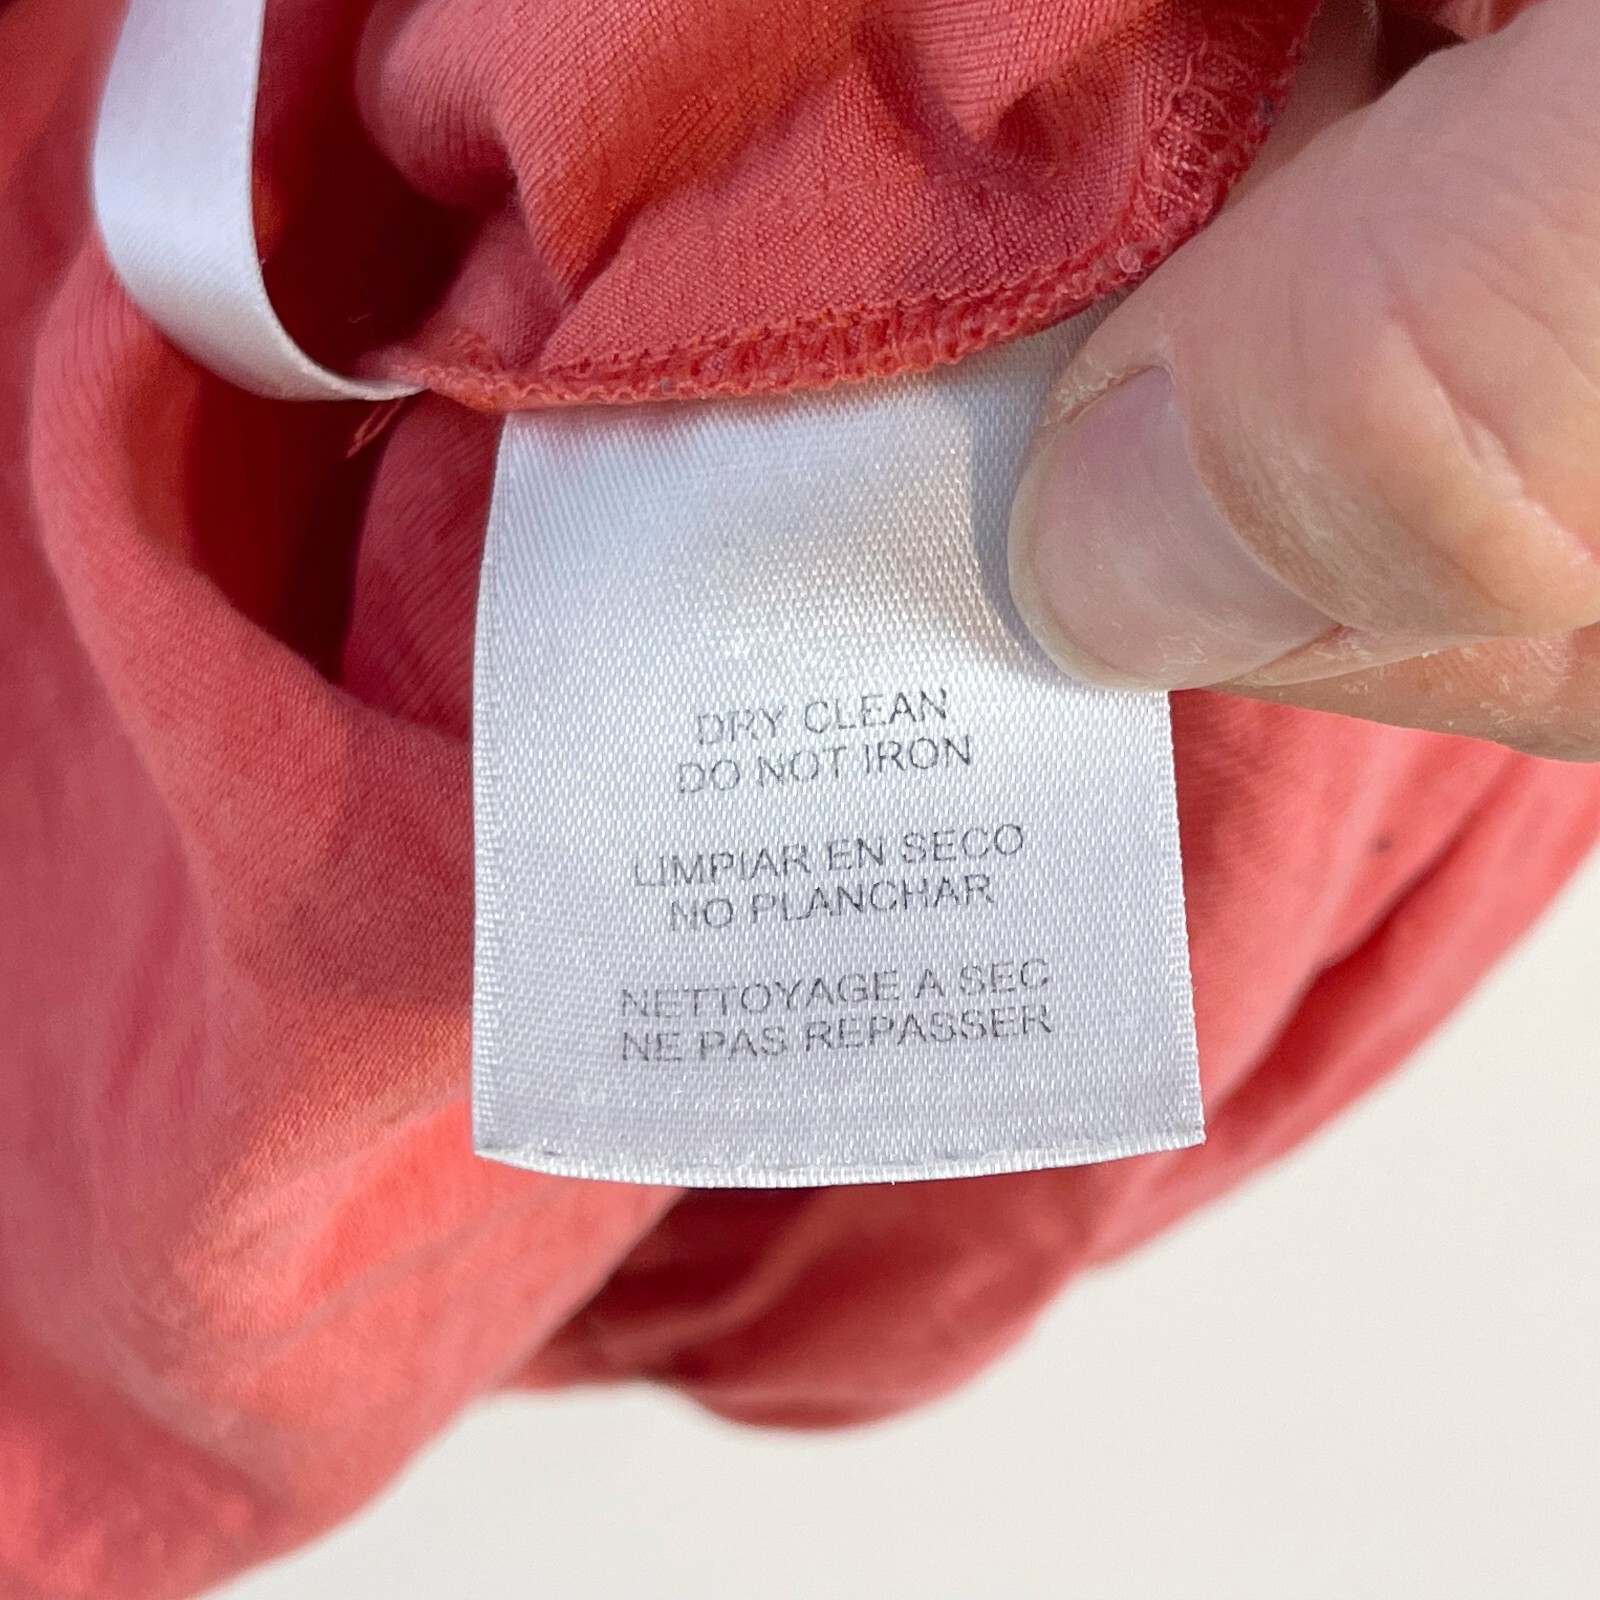 DRY CLEAN
DO NOT IRON
LIMPIAR EN SECO
NO PLANCHAR
NETTOYAGE A SEC
NE PAS REPASSER